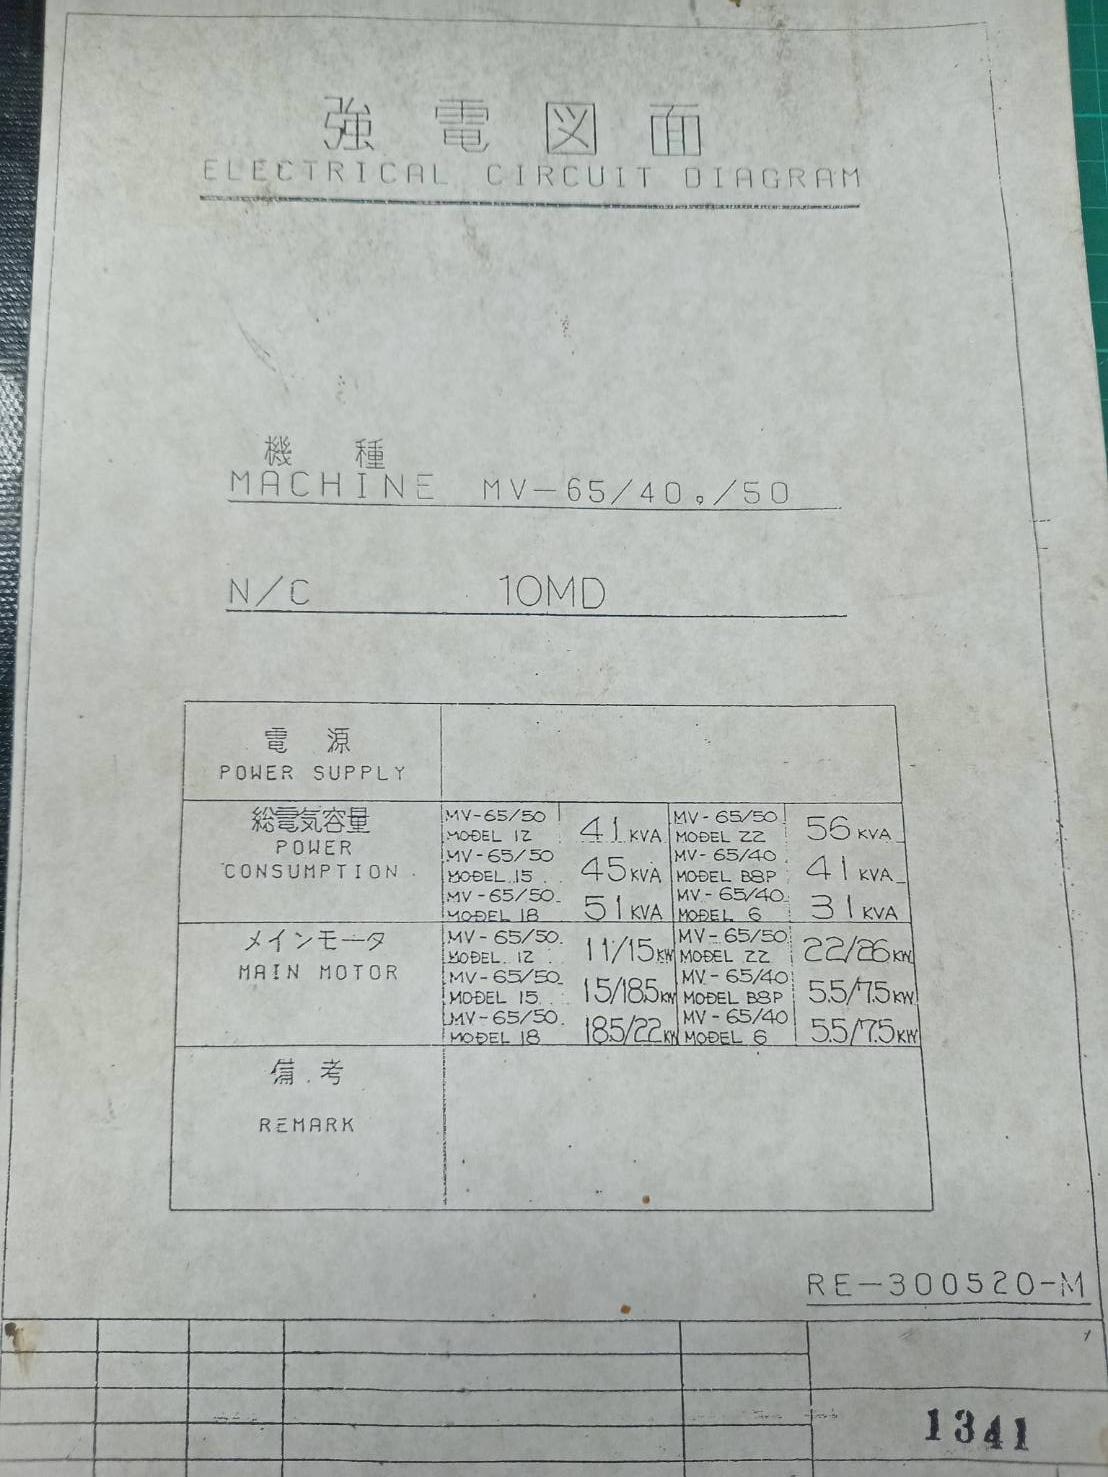 強電図面
ELECTRICAL CIRCUIT DIAGRAM
機種
MACHINE MV-65/40,/50
N/C 10MD
電源
POWER SUPPLY
総電気容量
POWER
CONSUMPTION
MV-65/50 MODEL 12 41 KVA MV-65/50 MODEL 22 56 KVA
MV-65/50 MODEL 15 45 KVA MV-65/40 MODEL B8P 41 KVA
MV-65/50 MODEL 18 51 KVA MV-65/40 MODEL 6 31 KVA
メインモータ
MAIN MOTOR
MV-65/50 MODEL 12 11/15KW MV-65/50 MODEL 22 22/26KW
MV-65/50 MODEL 15 15/18.5KW MV-65/40 MODEL B8P 5.5/7.5KW
MV-65/50 MODEL 18 18.5/22KW MV-65/40 MODEL 6 5.5/7.5KW
備考
REMARK
RE-300520-M
1341